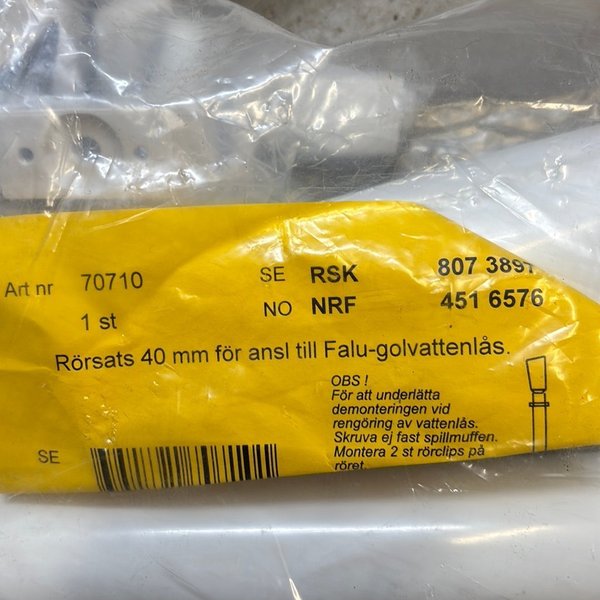 Art nr 70710 SE RSK 807 3897
1 st NO NRF 451 6576
Rörsats 40 mm för ansl till Falu-golvattenlås.
OBS !
För att underlätta
demonteringen vid
rengöring av vattenlås.
Skruva ej fast spillmuffen.
Montera 2 st rörclips på
röret.
SE